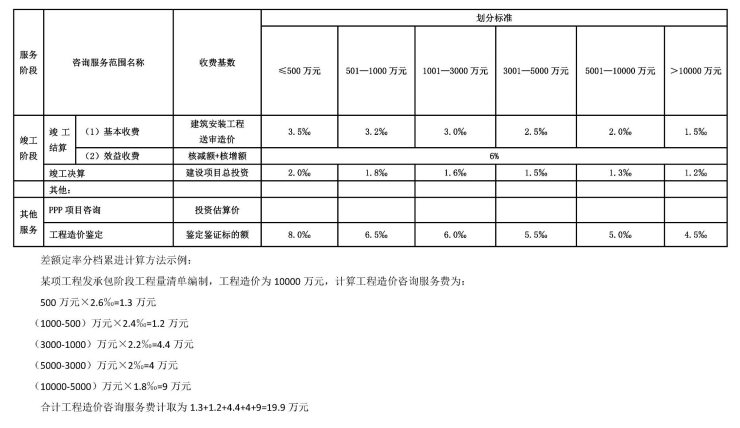 服务阶段 咨询服务范围名称 收费基数 划分标准
≤500 万元 501—1000 万元 1001—3000 万元 3001—5000 万元 5001—10000 万元 >10000 万元
竣工阶段 竣工结算 （1）基本收费 建筑安装工程送审造价 3.5‰ 3.2‰ 3.0‰ 2.5‰ 2.0‰ 1.5‰
（2）效益收费 核减额+核增额 6%
竣工决算 建设项目总投资 2.0‰ 1.8‰ 1.6‰ 1.5‰ 1.3‰ 1.2‰
其他：
其他服务 PPP 项目咨询 投资估算价
工程造价鉴定 鉴定鉴证标的额 8.0‰ 6.5‰ 6.0‰ 5.5‰ 5.0‰ 4.5‰
差额定率分档累进计算方法示例：
某项工程发承包阶段工程量清单编制，工程造价为 10000 万元，计算工程造价咨询服务费为：
500 万元×2.6‰=1.3 万元
（1000-500）万元×2.4‰=1.2 万元
（3000-1000）万元×2.2‰=4.4 万元
（5000-3000）万元×2‰=4 万元
（10000-5000）万元×1.8‰=9 万元
合计工程造价咨询服务费计取为 1.3+1.2+4.4+4+9=19.9 万元